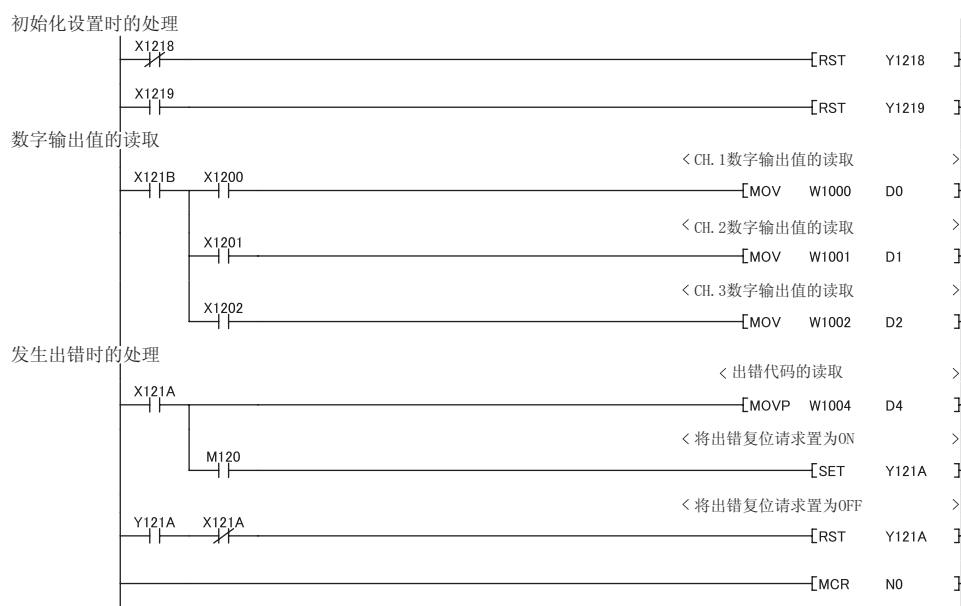 初始化设置时的处理
X1218
RST Y1218
X1219
RST Y1219
数字输出值的读取
<CH.1数字输出值的读取 >
X121B X1200
MOV W1000 D0
<CH.2数字输出值的读取 >
X1201
MOV W1001 D1
<CH.3数字输出值的读取 >
X1202
MOV W1002 D2
发生出错时的处理
<出错代码的读取 >
X121A
MOVP W1004 D4
<将出错复位请求置为ON >
M120
SET Y121A
<将出错复位请求置为OFF >
Y121A X121A
RST Y121A
MCR N0